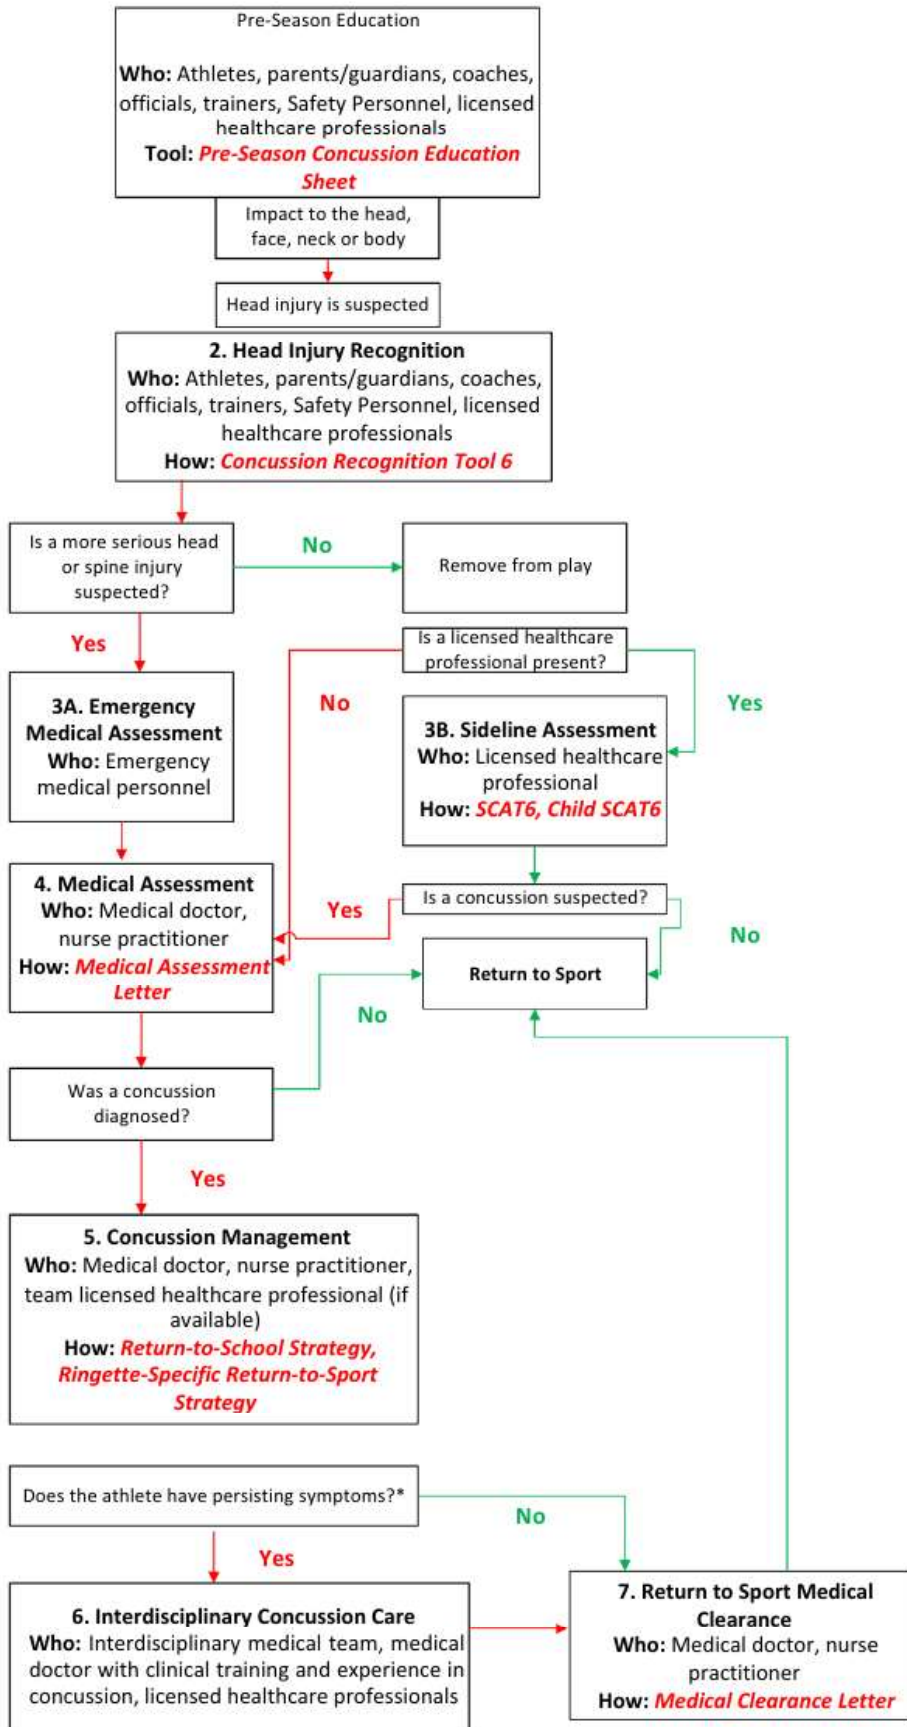 Pre-Season Education
Who: Athletes, parents/guardians, coaches,
officials, trainers, Safety Personnel, licensed
healthcare professionals
Tool: Pre-Season Concussion Education
Sheet
Impact to the head,
face, neck or body
Head injury is suspected
2. Head Injury Recognition
Who: Athletes, parents/guardians, coaches,
officials, trainers, Safety Personnel, licensed
healthcare professionals
How: Concussion Recognition Tool 6
Is a more serious head
or spine injury
suspected?
No
Remove from play
Yes
Is a licensed healthcare
professional present?
No
Yes
3A. Emergency
Medical Assessment
Who: Emergency
medical personnel
3B. Sideline Assessment
Who: Licensed healthcare
professional
How: SCAT6, Child SCAT6
4. Medical Assessment
Who: Medical doctor,
nurse practitioner
How: Medical Assessment
Letter
Yes
Is a concussion suspected?
No
Return to Sport
No
Was a concussion
diagnosed?
Yes
5. Concussion Management
Who: Medical doctor, nurse practitioner,
team licensed healthcare professional (if
available)
How: Return-to-School Strategy,
Ringette-Specific Return-to-Sport
Strategy
Does the athlete have persisting symptoms?*
No
Yes
6. Interdisciplinary Concussion Care
Who: Interdisciplinary medical team, medical
doctor with clinical training and experience in
concussion, licensed healthcare professionals
7. Return to Sport Medical
Clearance
Who: Medical doctor, nurse
practitioner
How: Medical Clearance Letter